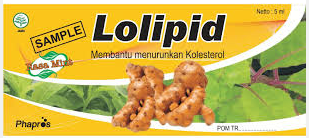 Netto : 5 ml
Lolipid
SAMPLE
Membantu menurunkan Kolesterol
Rasa Mint
Phapros
POM TR.